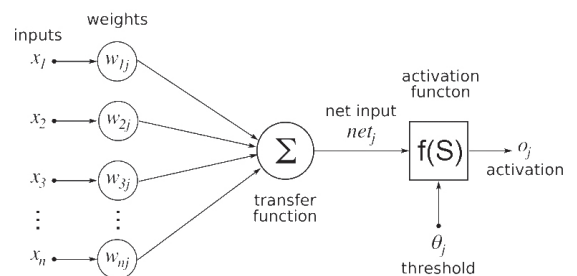 weights
inputs
x1
w1j
x2
w2j
x3
w3j
xn
wnj
Σ
transfer
function
net input
netj
activation
functon
f(S)
oj
activation
θj
threshold